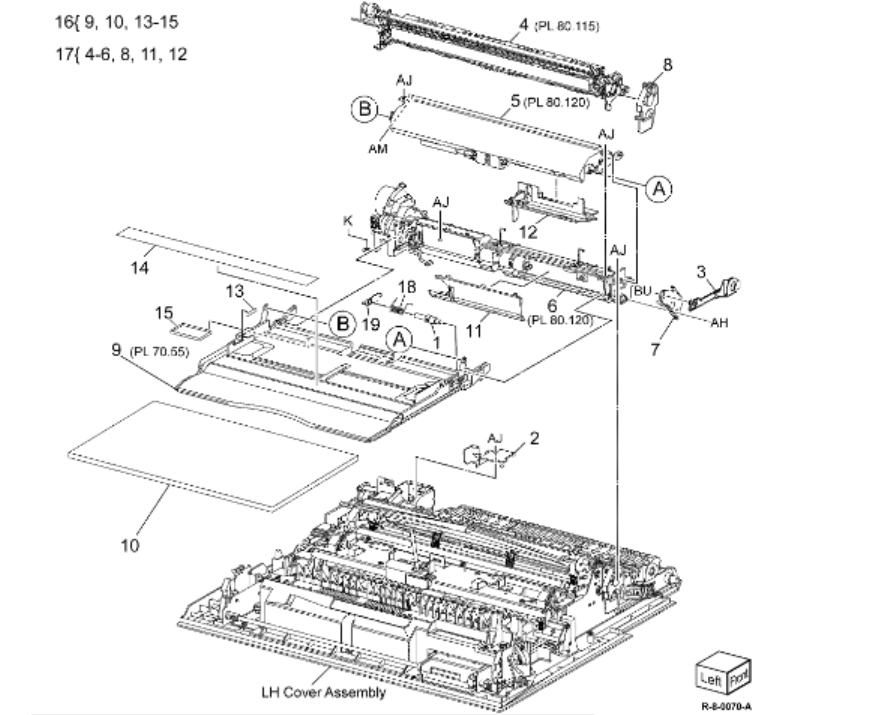 16{ 9, 10, 13-15
17{ 4-6, 8, 11, 12
4 (PL 80.115)
8
AJ
5 (PL 80.120)
B
AJ
AM
A
12
K
AJ
AJ
14
3
13
18
6
[BU
15
B
19
1
11
(PL 80.120)
AH
A
7
9 (PL 70.55)
AJ
2
10
LH Cover Assembly
Left
Front
R-8-0070-A